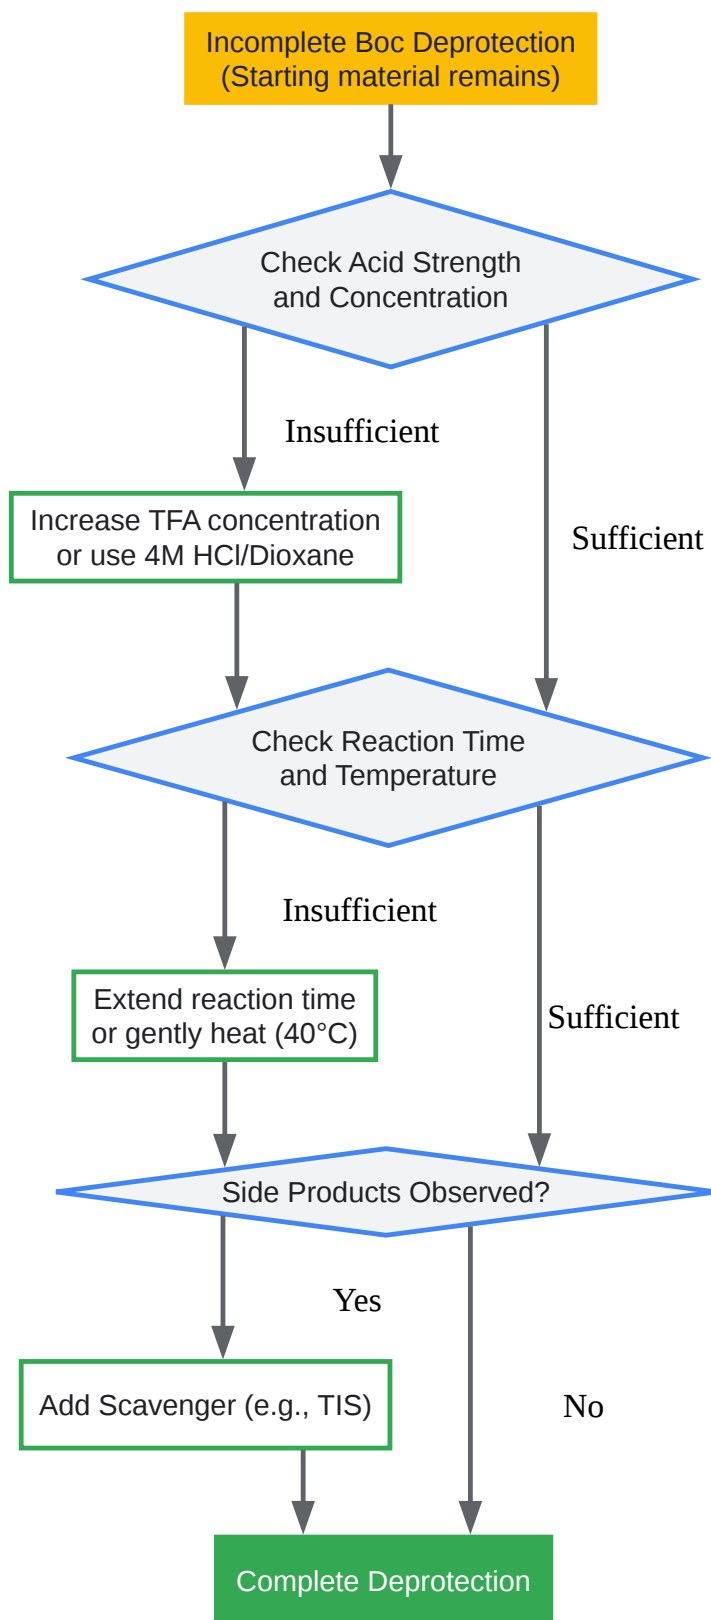 Incomplete Boc Deprotection
(Starting material remains)
Check Acid Strength
and Concentration
Insufficient
Increase TFA concentration
or use 4M HCl/Dioxane
Sufficient
Check Reaction Time
and Temperature
Insufficient
Extend reaction time
or gently heat (40°C)
Sufficient
Side Products Observed?
Yes
Add Scavenger (e.g., TIS)
No
Complete Deprotection